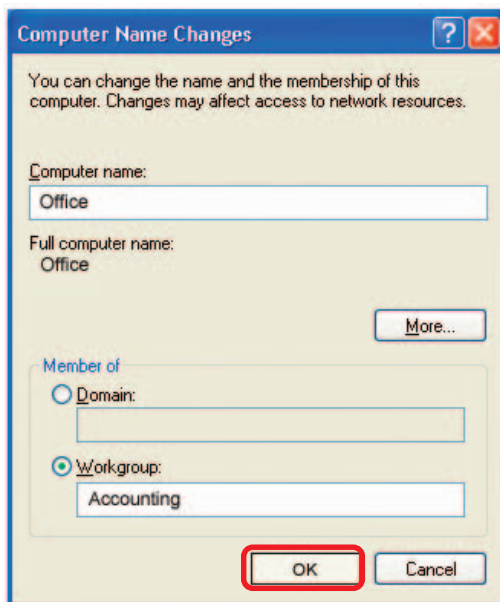 Computer Name Changes
You can change the name and the membership of this
computer. Changes may affect access to network resources.
Computer name:
Office
Full computer name:
Office
More...
Member of
Domain:
Workgroup:
Accounting
OK
Cancel